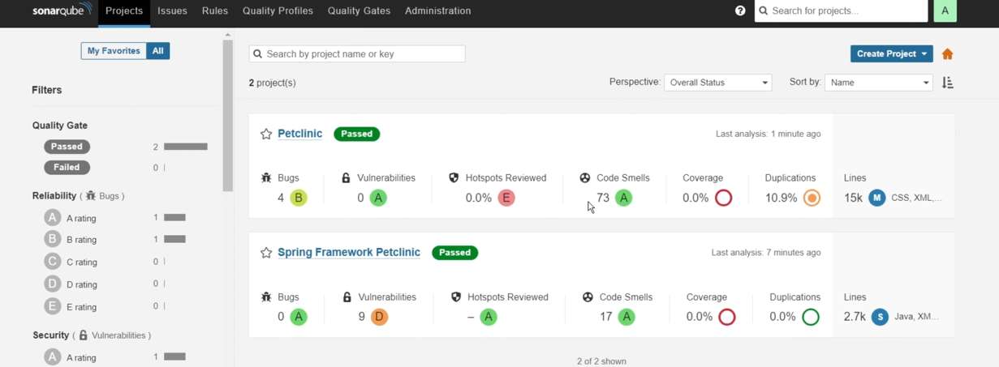 sonarqube Projects Issues Rules Quality Profiles Quality Gates Administration ? Search for projects... A
My Favorites All
Search by project name or key
Create Project
2 project(s)
Perspective: Overall Status Sort by: Name
Filters
Quality Gate
Passed 2
Failed 0
Reliability ( Bugs )
A A rating 1
B B rating 1
C C rating 0
D D rating 0
E E rating 0
Security ( Vulnerabilities )
A A rating 1
Petclinic Passed Last analysis: 1 minute ago
Bugs Vulnerabilities Hotspots Reviewed Code Smells Coverage Duplications Lines
4 B 0 A 0.0% E 73 A 0.0% 10.9% 15k M CSS, XML,...
Spring Framework Petclinic Passed Last analysis: 7 minutes ago
Bugs Vulnerabilities Hotspots Reviewed Code Smells Coverage Duplications Lines
0 A 9 D – A 17 A 0.0% 0.0% 2.7k S Java, XM...
2 of 2 shown